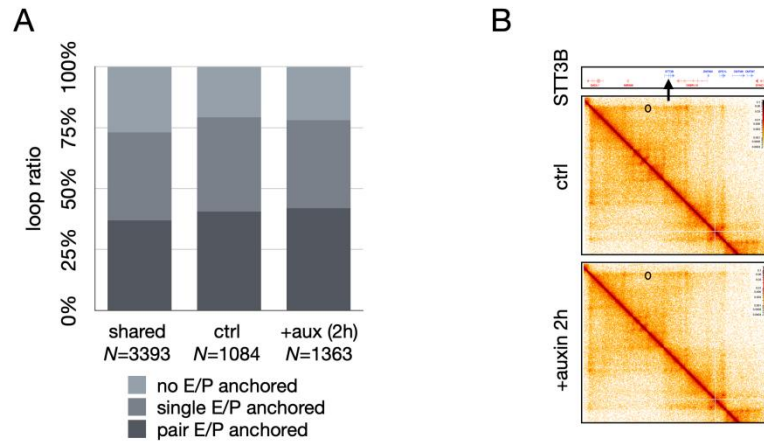 A
100%
75%
50%
25%
0%
loop ratio
shared
N=3393
ctrl
N=1084
+aux (2h)
N=1363
no E/P anchored
single E/P anchored
pair E/P anchored
B
STT3B
ctrl
+auxin 2h